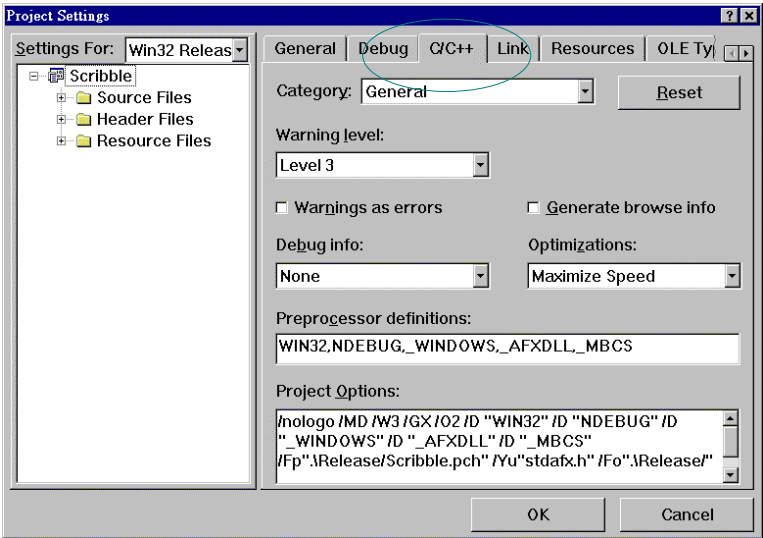 Project Settings
Settings For: Win32 Releas
Scribble
Source Files
Header Files
Resource Files
General Debug C/C++ Link Resources OLE Ty
Category: General Reset
Warning level:
Level 3
Warnings as errors Generate browse info
Debug info: Optimizations:
None Maximize Speed
Preprocessor definitions:
WIN32,NDEBUG,_WINDOWS,_AFXDLL,_MBCS
Project Options:
/nologo /MD /W3 /GX /O2 /D "WIN32" /D "NDEBUG" /D
"_WINDOWS" /D "_AFXDLL" /D "_MBCS"
/Fp".\Release/Scribble.pch" /Yu"stdafx.h" /Fo".\Release/"
OK Cancel